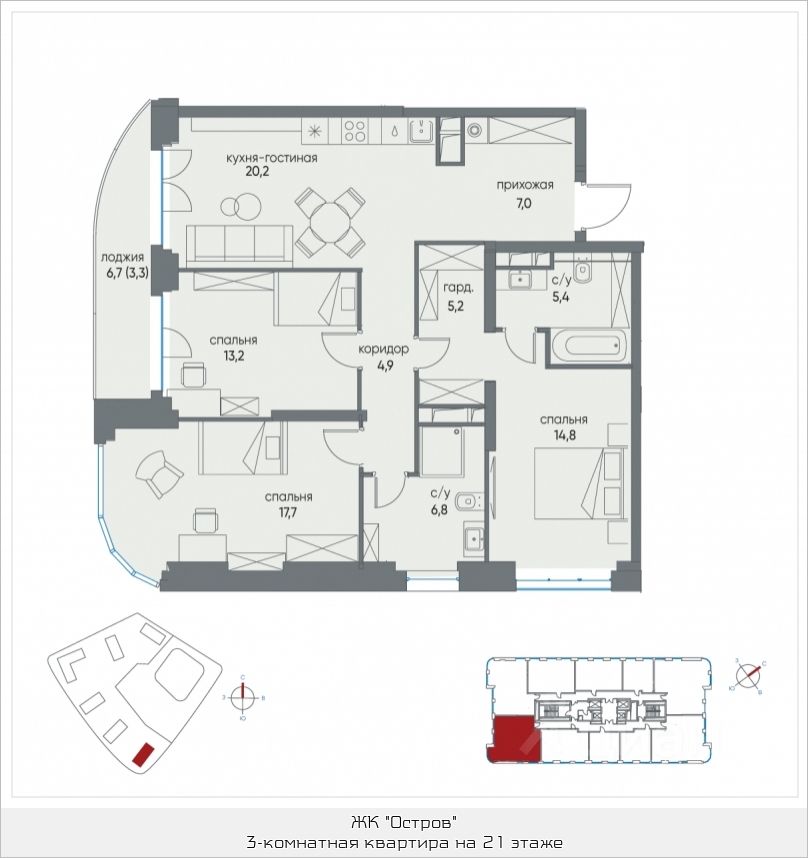 кухня-гостиная
20,2
прихожая
7,0
лоджия
6,7 (3,3)
гард.
5,2
с/у
5,4
спальня
13,2
коридор
4,9
спальня
14,8
спальня
17,7
с/у
6,8
С
З
В
Ю
З
С
Ю
В
ЖК "Остров"
3-комнатная квартира на 21 этаже